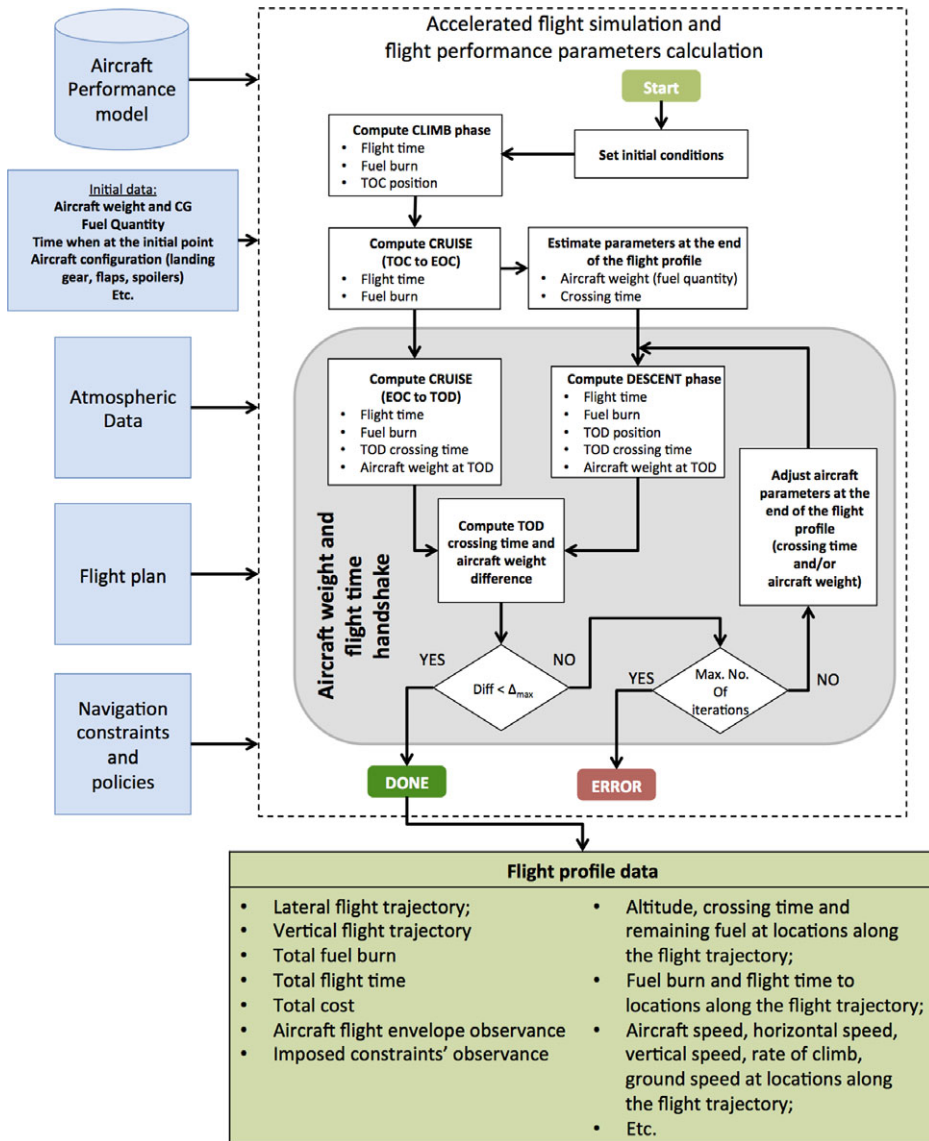 Accelerated flight simulation and
flight performance parameters calculation
Aircraft
Performance
model
Start
Compute CLIMB phase
• Flight time
• Fuel burn
• TOC position
Set initial conditions
Initial data:
Aircraft weight and CG
Fuel Quantity
Time when at the initial point
Aircraft configuration (landing
gear, flaps, spoilers)
Etc.
Compute CRUISE
(TOC to EOC)
• Flight time
• Fuel burn
Estimate parameters at the end
of the flight profile
• Aircraft weight (fuel quantity)
• Crossing time
Atmospheric
Data
Compute CRUISE
(EOC to TOD)
• Flight time
• Fuel burn
• TOD crossing time
• Aircraft weight at TOD
Compute DESCENT phase
• Flight time
• Fuel burn
• TOD position
• TOD crossing time
• Aircraft weight at TOD
Adjust aircraft
parameters at the
end of the flight
profile
(crossing time
and/or
aircraft weight)
Flight plan
Aircraft weight and
flight time
handshake
Compute TOD
crossing time and
aircraft weight
difference
YES
NO
Diff < Δmax
YES
Max. No.
Of
iterations
NO
Navigation
constraints
and
policies
DONE
ERROR
Flight profile data
• Lateral flight trajectory;
• Vertical flight trajectory
• Total fuel burn
• Total flight time
• Total cost
• Aircraft flight envelope observance
• Imposed constraints’ observance
• Altitude, crossing time and
remaining fuel at locations along
the flight trajectory;
• Fuel burn and flight time to
locations along the flight trajectory;
• Aircraft speed, horizontal speed,
vertical speed, rate of climb,
ground speed at locations along
the flight trajectory;
• Etc.